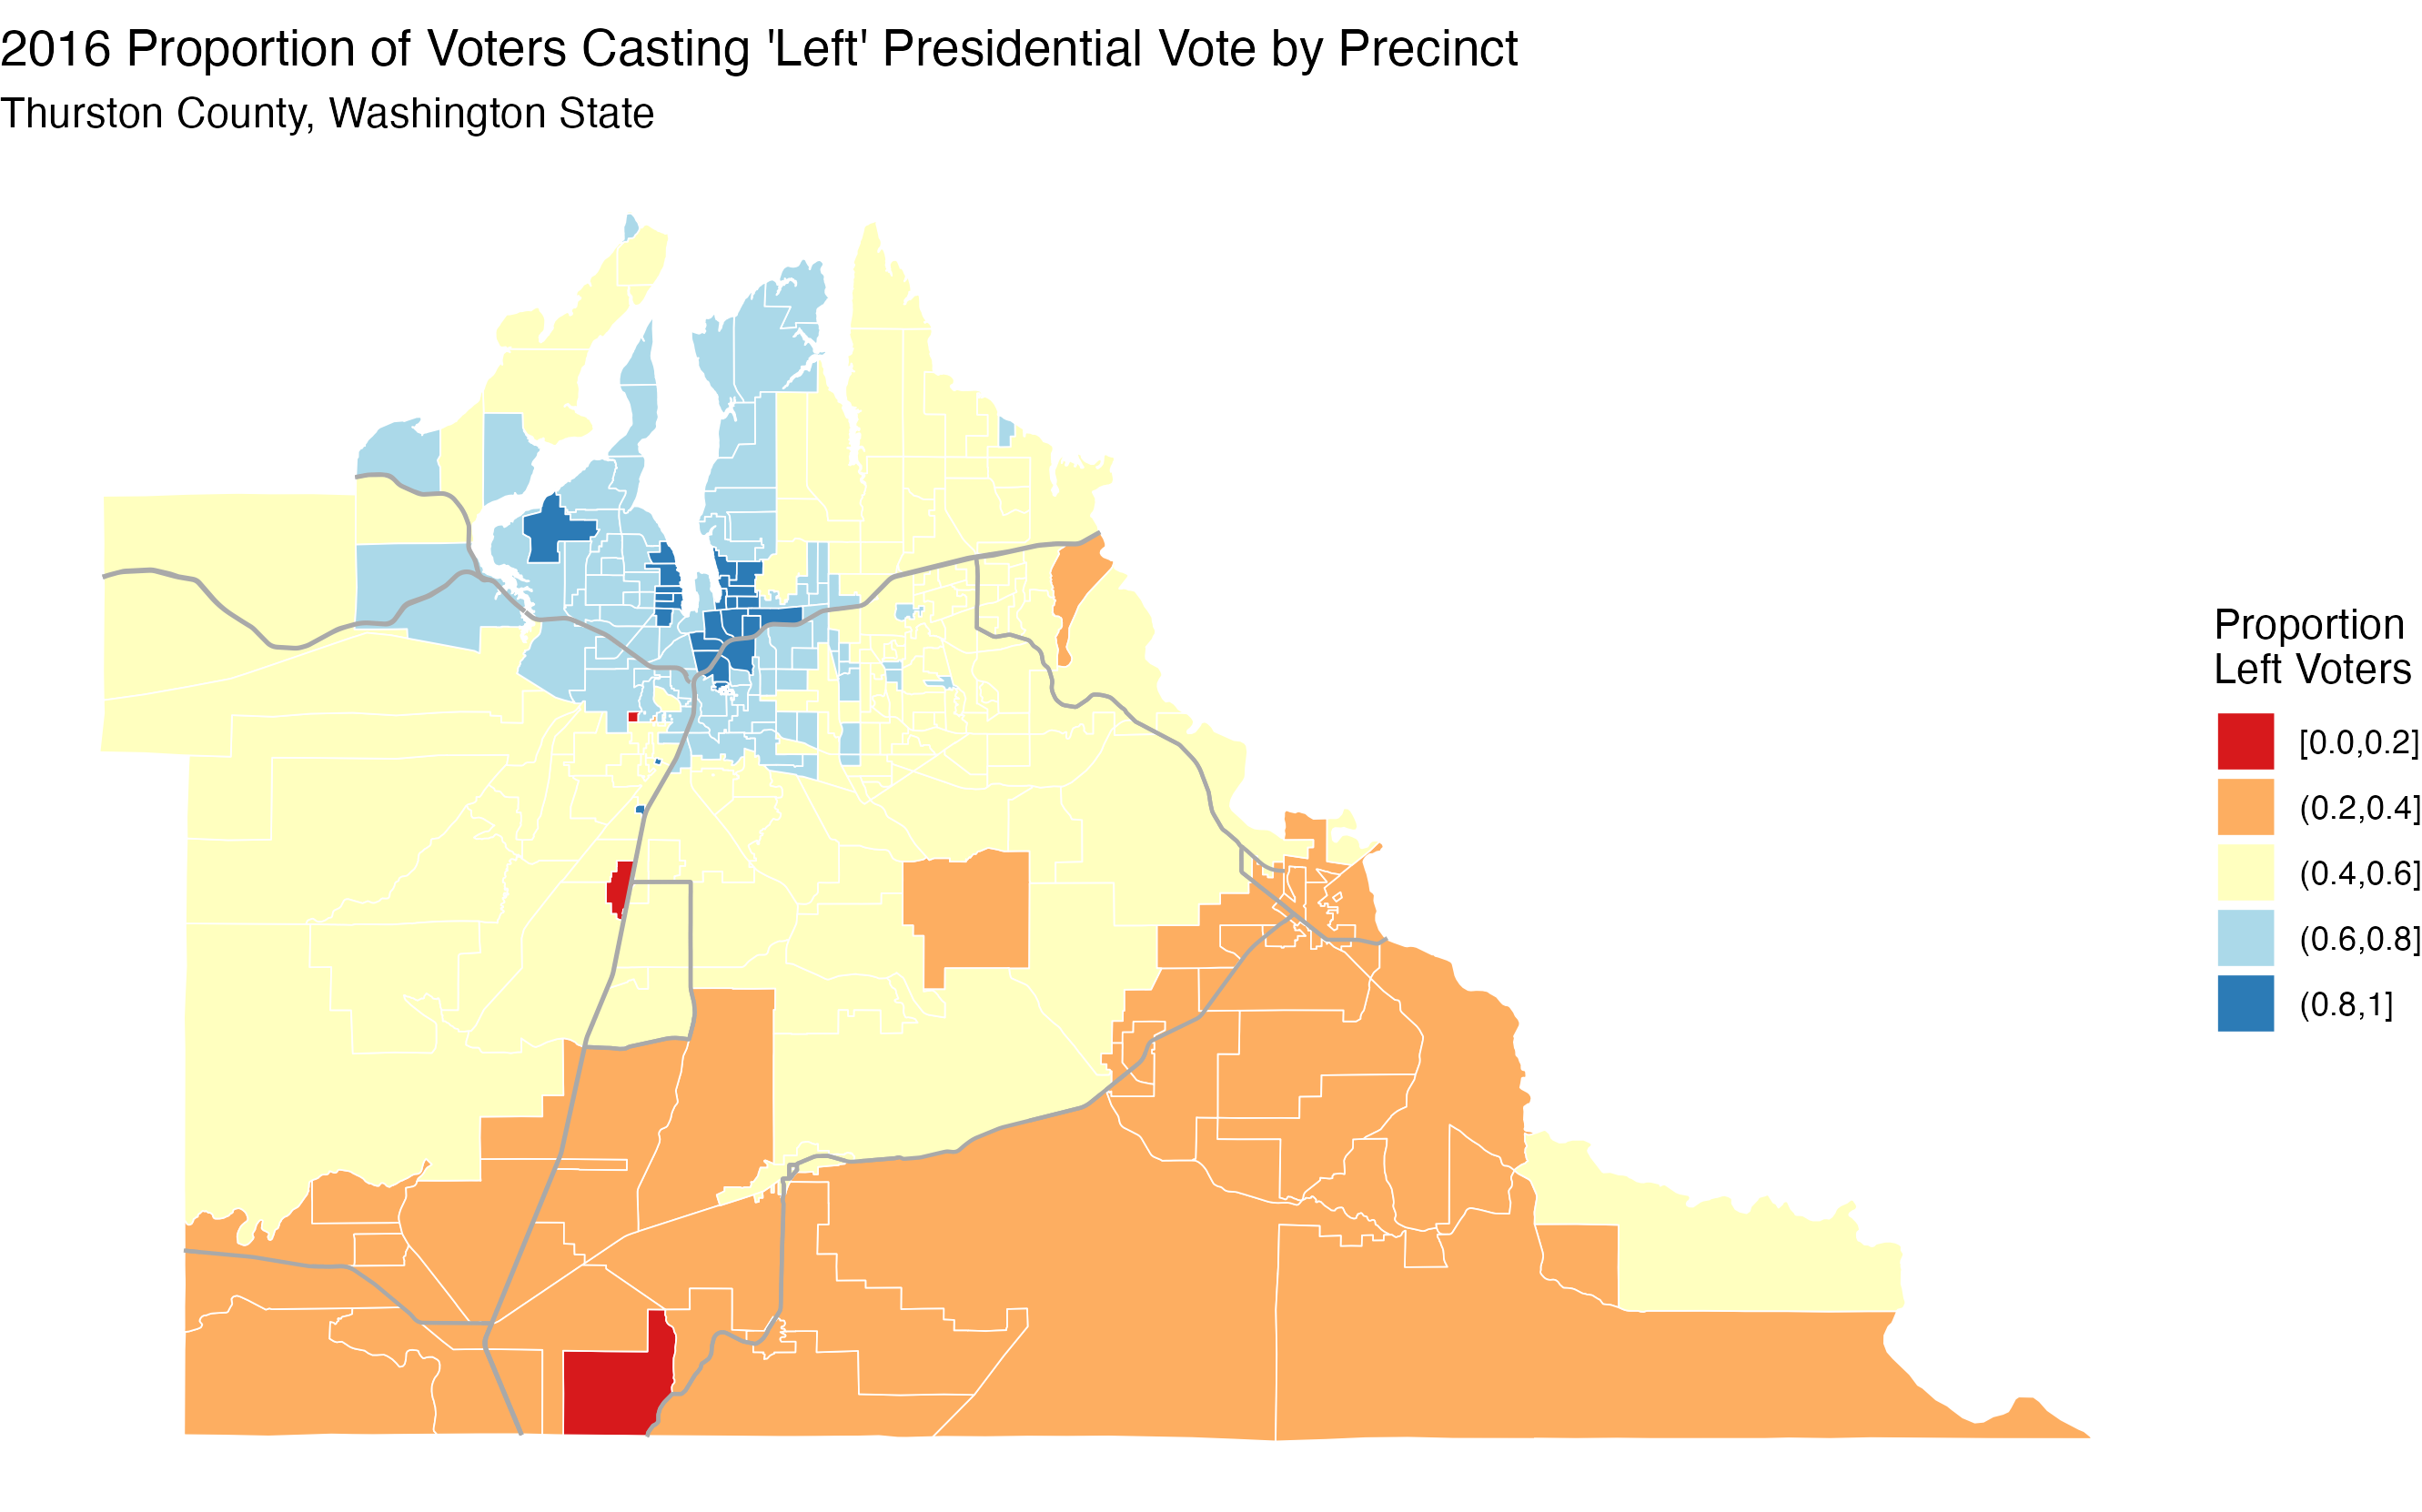 2016 Proportion of Voters Casting 'Left' Presidential Vote by Precinct
Thurston County, Washington State
Proportion
Left Voters
[0.0,0.2]
(0.2,0.4]
(0.4,0.6]
(0.6,0.8]
(0.8,1]